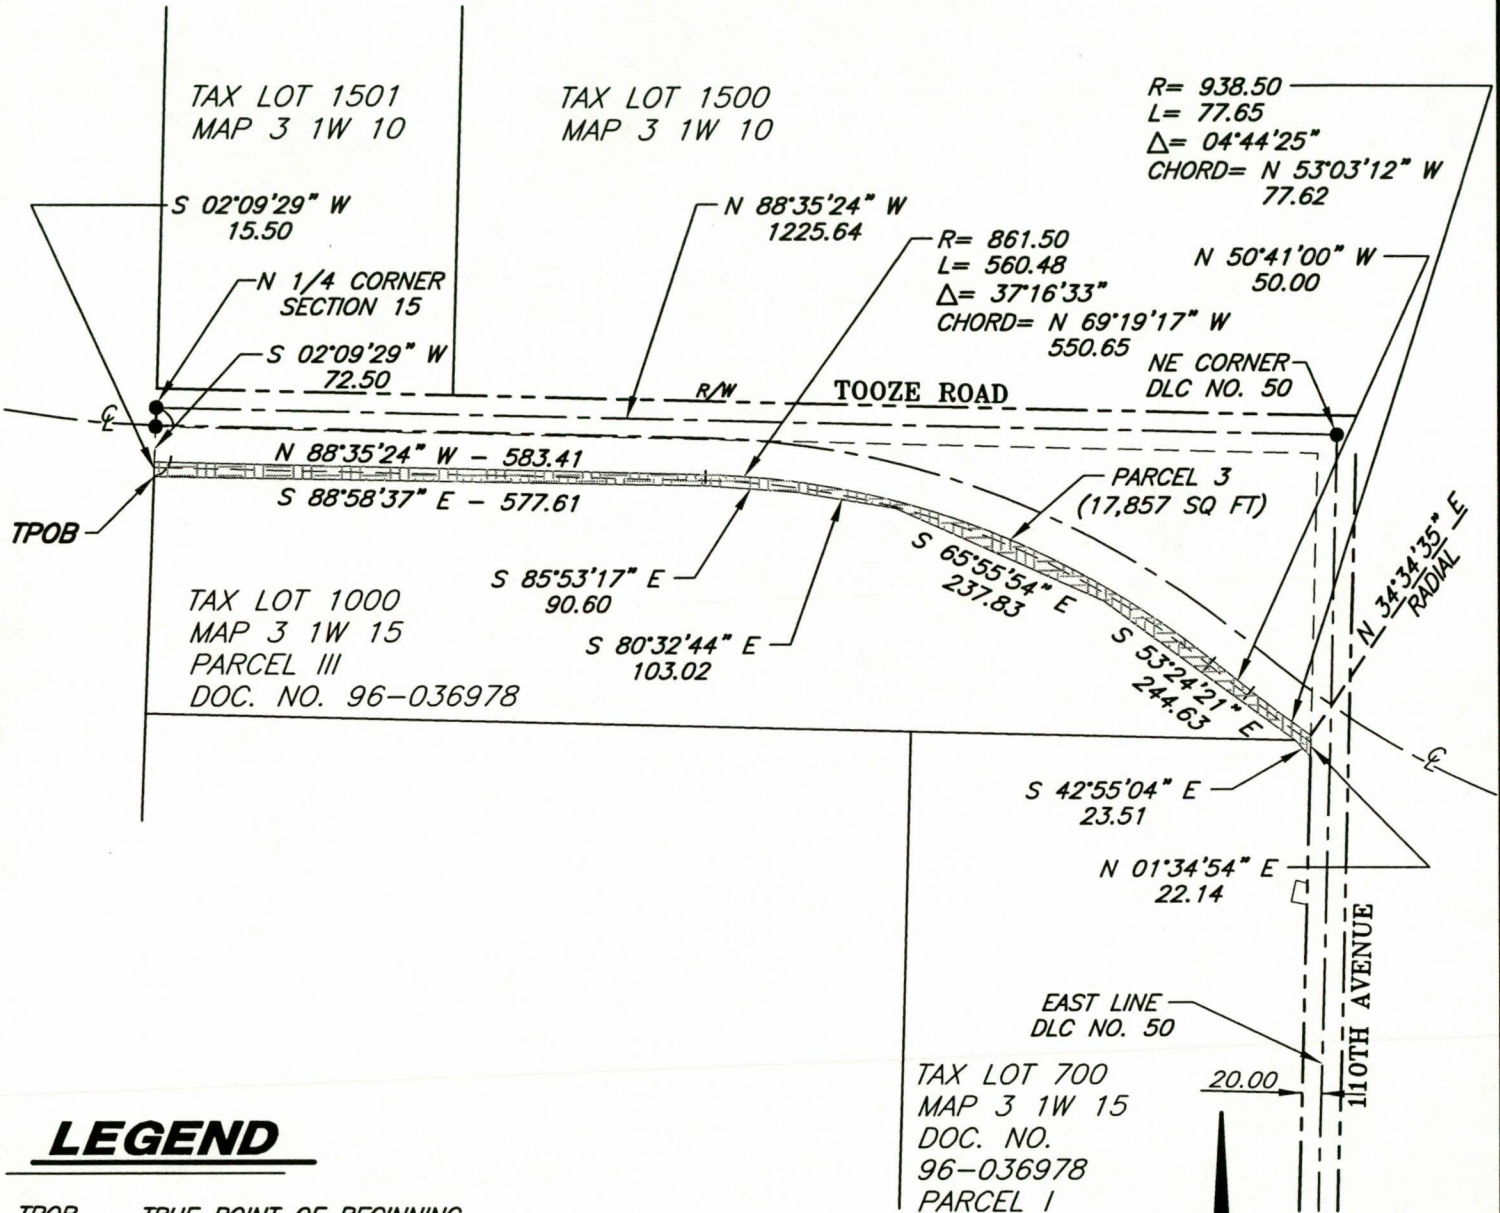 TAX LOT 1501
MAP 3 1W 10
TAX LOT 1500
MAP 3 1W 10
R= 938.50
L= 77.65
Δ= 04°44'25"
CHORD= N 53°03'12" W
77.62
S 02°09'29" W
15.50
N 88°35'24" W
1225.64
R= 861.50
L= 560.48
Δ= 37°16'33"
CHORD= N 69°19'17" W
550.65
N 50°41'00" W
50.00
N 1/4 CORNER
SECTION 15
S 02°09'29" W
72.50
NE CORNER
DLC NO. 50
R/W
TOOZE ROAD
℄
N 88°35'24" W - 583.41
S 88°58'37" E - 577.61
PARCEL 3
(17,857 SQ FT)
TPOB
S 65°55'54" E
237.83
S 85°53'17" E
90.60
N 34°34'35" E
RADIAL
TAX LOT 1000
MAP 3 1W 15
PARCEL III
DOC. NO. 96-036978
S 80°32'44" E
103.02
S 53°24'21" E
244.63
℄
S 42°55'04" E
23.51
N 01°34'54" E
22.14
110TH AVENUE
EAST LINE
DLC NO. 50
TAX LOT 700
MAP 3 1W 15
DOC. NO.
96-036978
PARCEL I
20.00
LEGEND
TPOB TRUE POINT OF BEGINNING